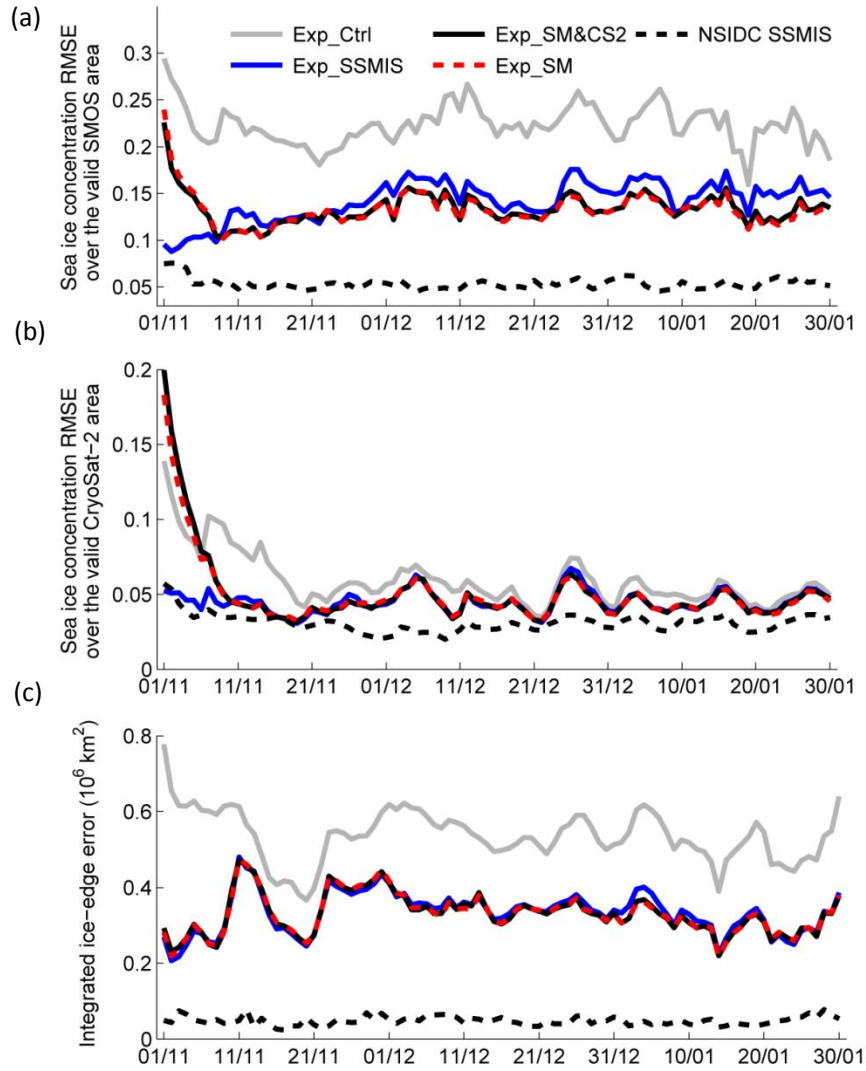 (a)
Exp_Ctrl
Exp_SM&CS2
NSIDC SSMIS
Exp_SSMIS
Exp_SM
Sea ice concentration RMSE
over the valid SMOS area
0.3
0.25
0.2
0.15
0.1
0.05
01/11 11/11 21/11 01/12 11/12 21/12 31/12 10/01 20/01 30/01
(b)
Sea ice concentration RMSE
over the valid CryoSat-2 area
0.2
0.15
0.1
0.05
0
01/11 11/11 21/11 01/12 11/12 21/12 31/12 10/01 20/01 30/01
(c)
Integrated ice-edge error (10⁶ km²)
0.8
0.6
0.4
0.2
0
01/11 11/11 21/11 01/12 11/12 21/12 31/12 10/01 20/01 30/01